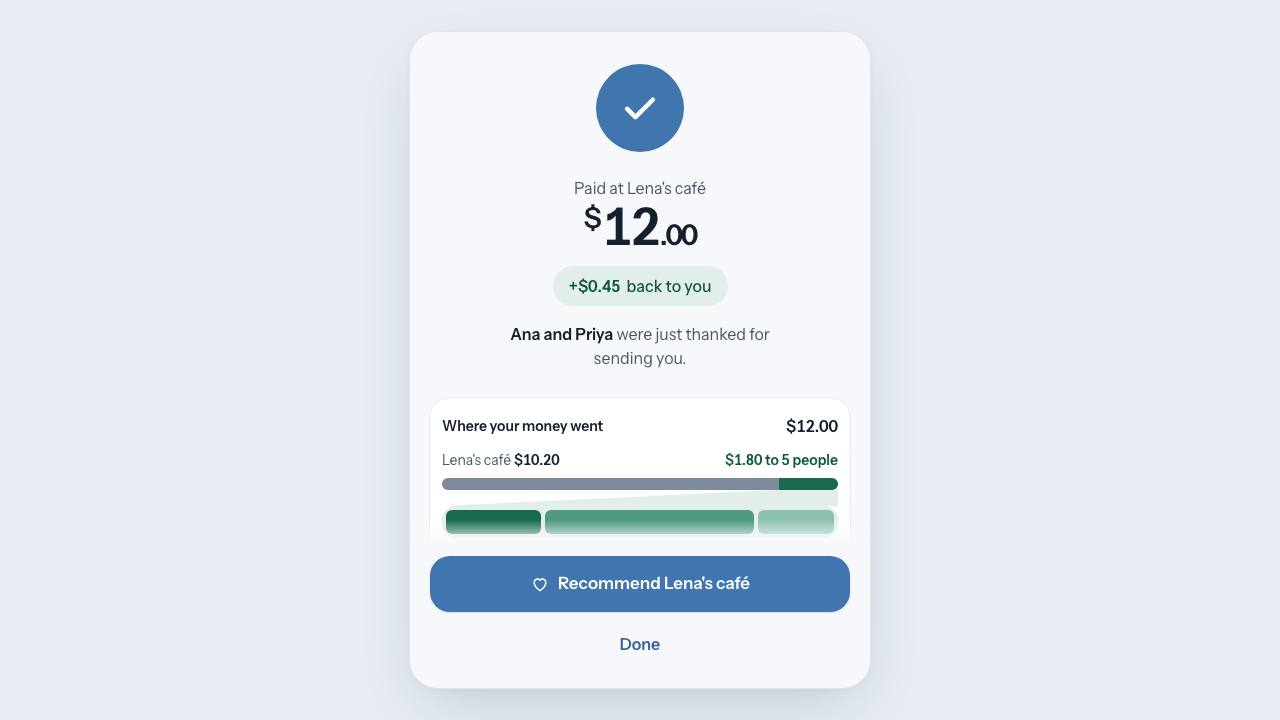 Paid at Lena's café
$12.00
+$0.45 back to you
Ana and Priya were just thanked for
sending you.
Where your money went $12.00
Lena's café $10.20 $1.80 to 5 people
Recommend Lena's café
Done